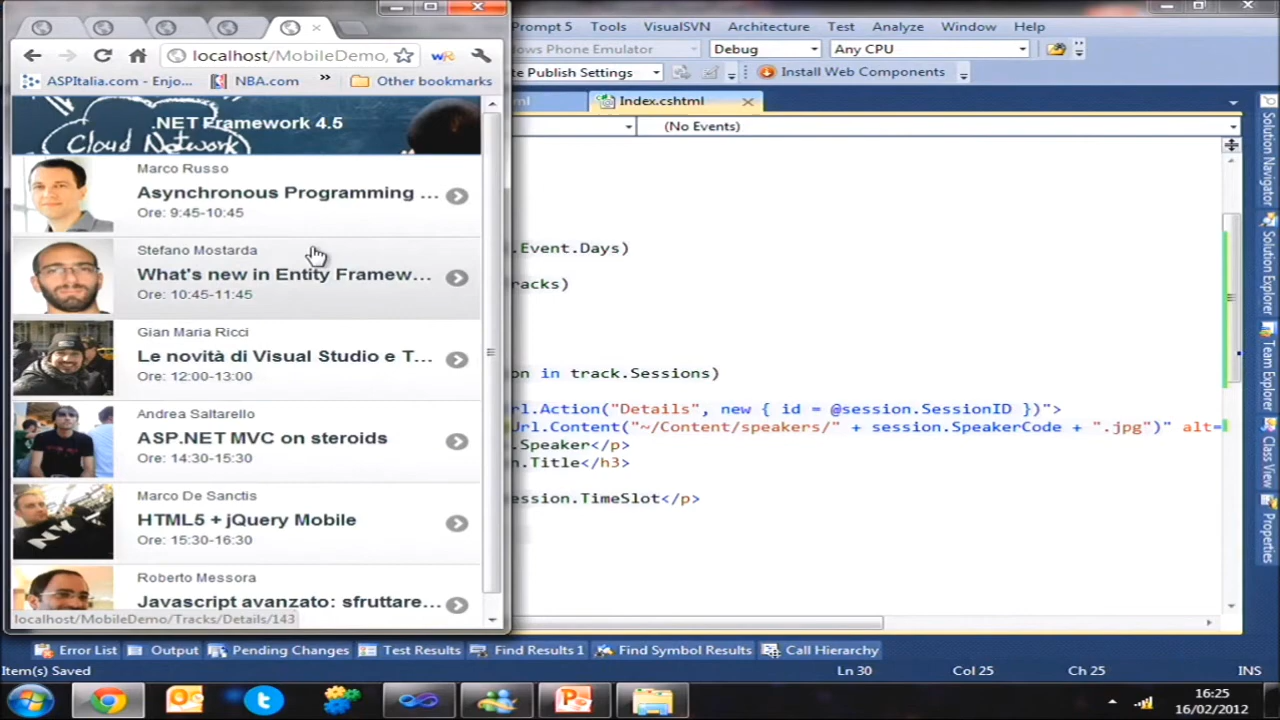 Prompt 5 Tools VisualSVN Architecture Test Analyze Window Help
localhost/MobileDemo,
Windows Phone Emulator Debug Any CPU
ASPItalia.com - Enjo... NBA.com » Other bookmarks
te Publish Settings Install Web Components
Index.cshtml
(No Events)
.NET Framework 4.5
Cloud Network
Marco Russo
Asynchronous Programming ...
Ore: 9:45-10:45
Stefano Mostarda
What's new in Entity Framew...
Ore: 10:45-11:45
Gian Maria Ricci
Le novità di Visual Studio e T...
Ore: 12:00-13:00
Andrea Saltarello
ASP.NET MVC on steroids
Ore: 14:30-15:30
Marco De Sanctis
HTML5 + jQuery Mobile
Ore: 15:30-16:30
Roberto Messora
Javascript avanzato: sfruttare...
localhost/MobileDemo/Tracks/Details/143
.Event.Days)
racks)
on in track.Sessions)
rl.Action("Details", new { id = @session.SessionID })">
Url.Content("~/Content/speakers/" + session.SpeakerCode + ".jpg")" alt=
.Speaker</p>
n.Title</h3>
ession.TimeSlot</p>
Solution Navigator
Solution Explorer
Team Explorer
Class View
Properties
Error List Output Pending Changes Test Results Find Results 1 Find Symbol Results Call Hierarchy
Item(s) Saved Ln 30 Col 25 Ch 25 INS
16:25
16/02/2012